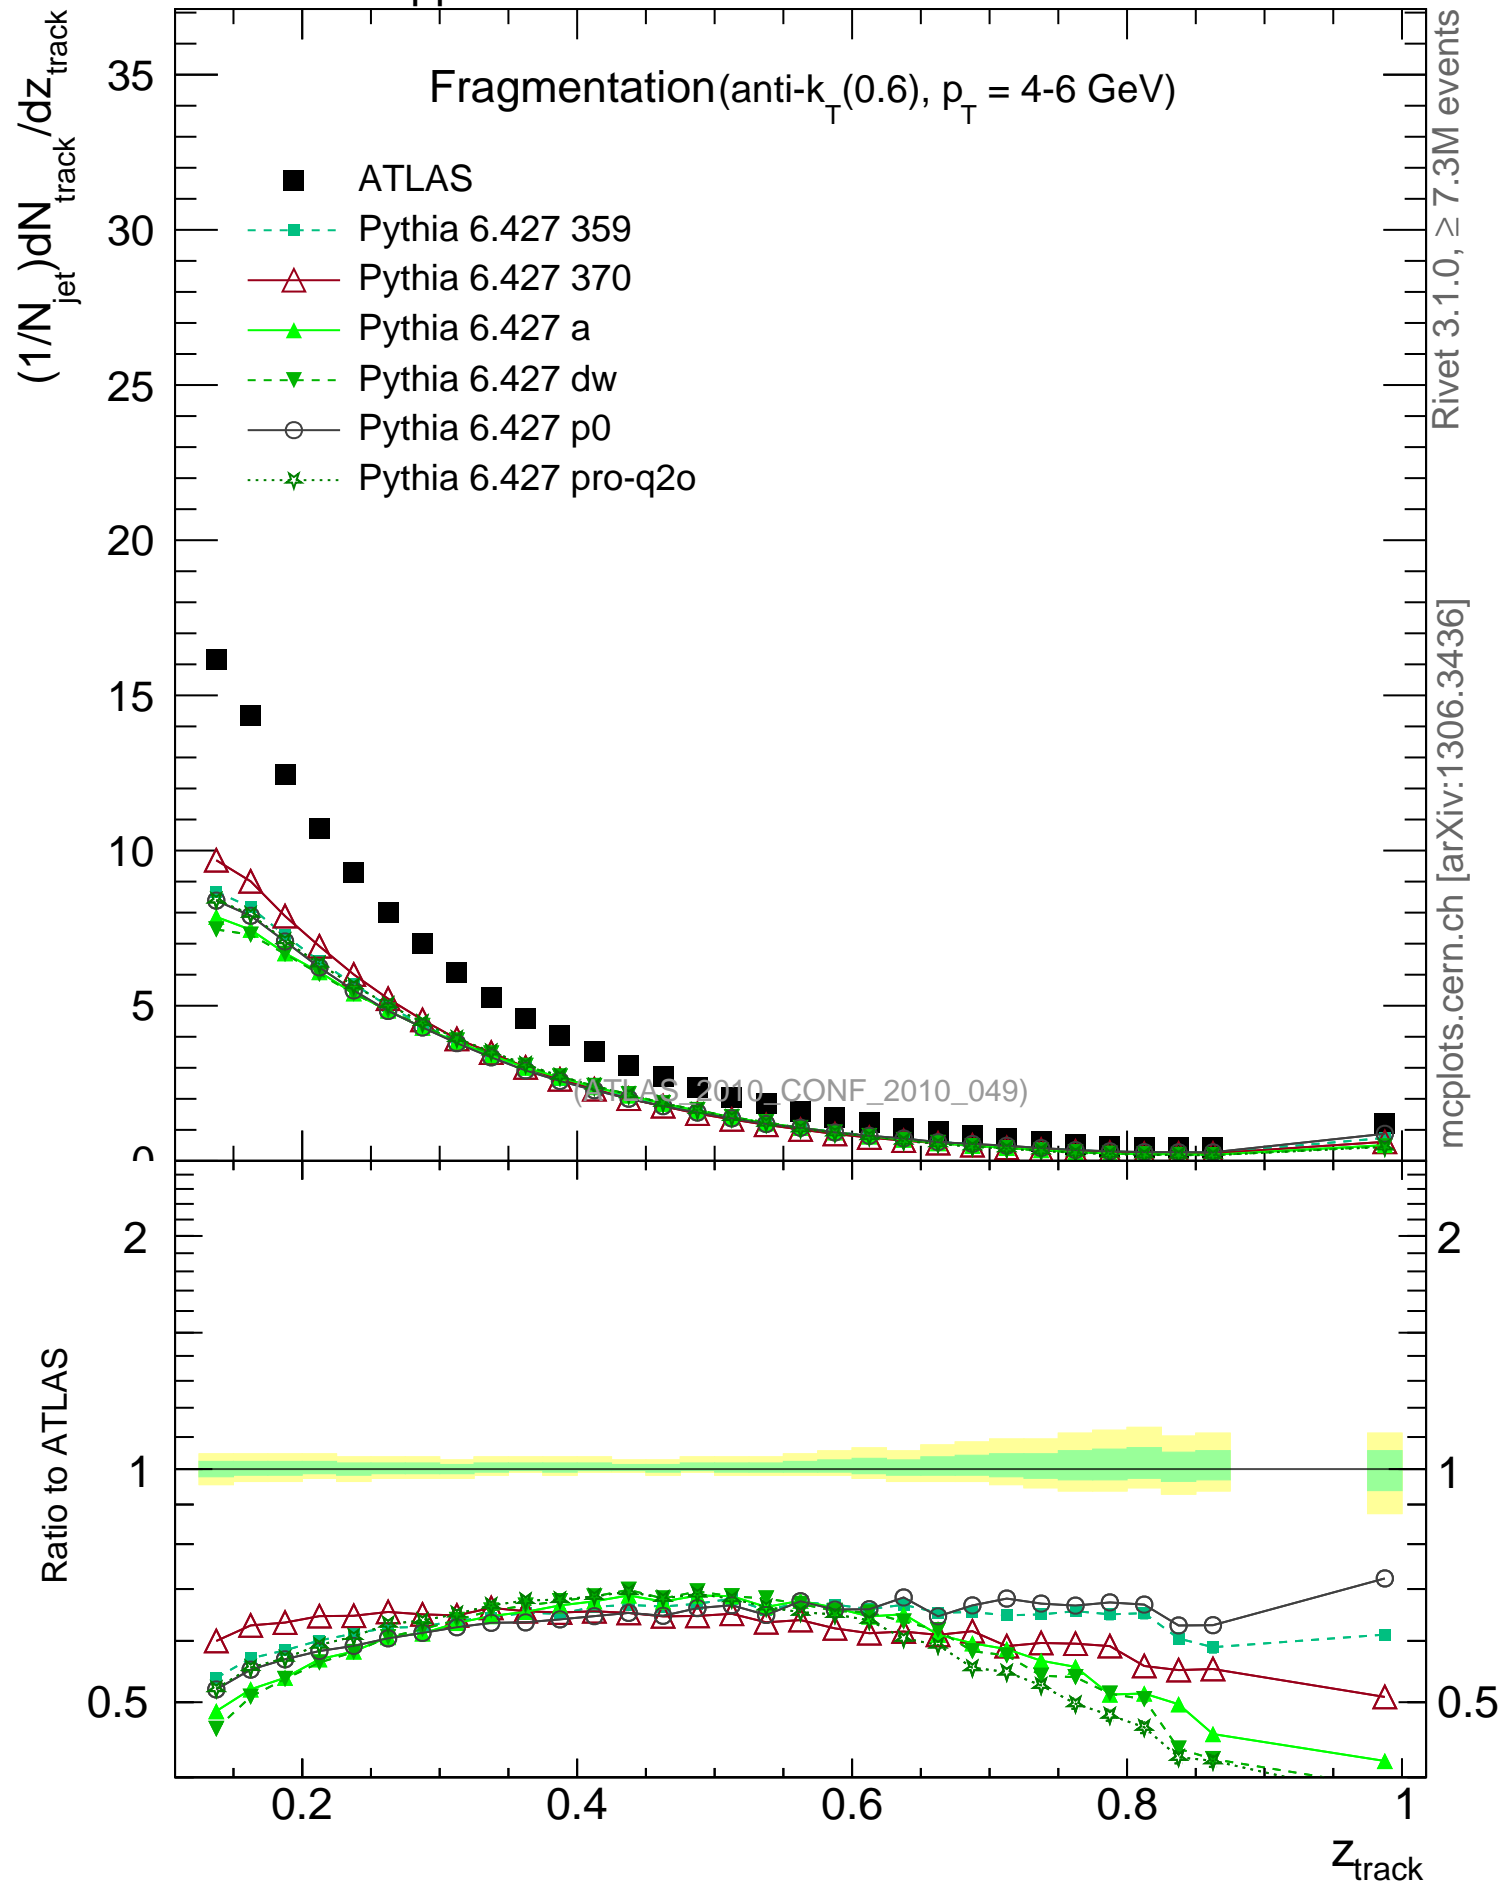 Fragmentation (anti-k_T(0.6), p_T = 4-6 GeV)
(1/N_jet)dN_track/dz_track
ATLAS
Pythia 6.427 359
Pythia 6.427 370
Pythia 6.427 a
Pythia 6.427 dw
Pythia 6.427 p0
Pythia 6.427 pro-q2o
35
30
25
20
15
10
5
0
(ATLAS_2010_CONF_2010_049)
Rivet 3.1.0, ≥ 7.3M events
mcplots.cern.ch [arXiv:1306.3436]
Ratio to ATLAS
2
1
0.5
2
1
0.5
0.2
0.4
0.6
0.8
1
z_track